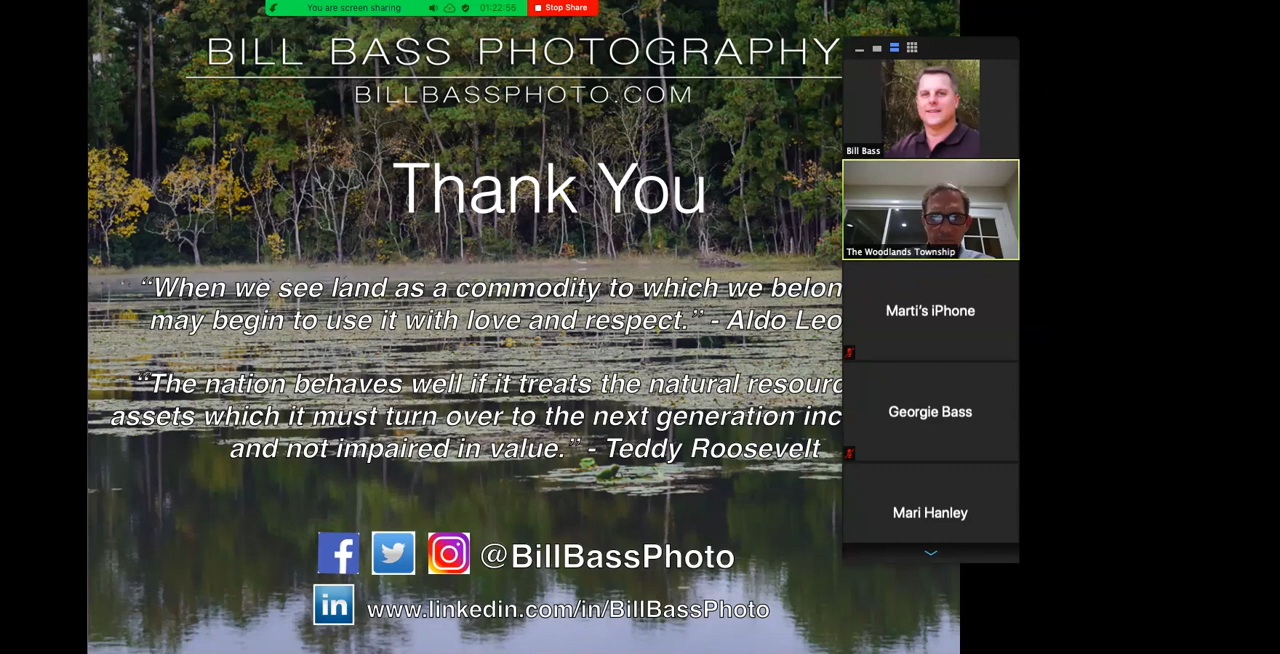 You are screen sharing
01:22:55
Stop Share
BILL BASS PHOTOGRAPHY
BILLBASSPHOTO.COM
Thank You
“When we see land as a commodity to which we belon
may begin to use it with love and respect.” - Aldo Leo
“The nation behaves well if it treats the natural resourc
assets which it must turn over to the next generation inc
and not impaired in value.” - Teddy Roosevelt
@BillBassPhoto
in www.linkedin.com/in/BillBassPhoto
Bill Bass
The Woodlands Township
Marti's iPhone
Georgie Bass
Mari Hanley